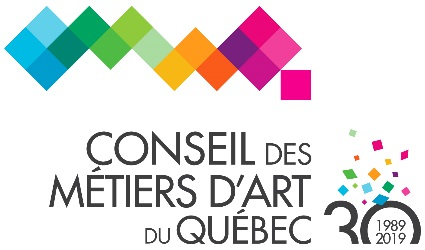 CONSEIL DES
MÉTIERS D'ART
DU QUÉBEC
30
1989
2019